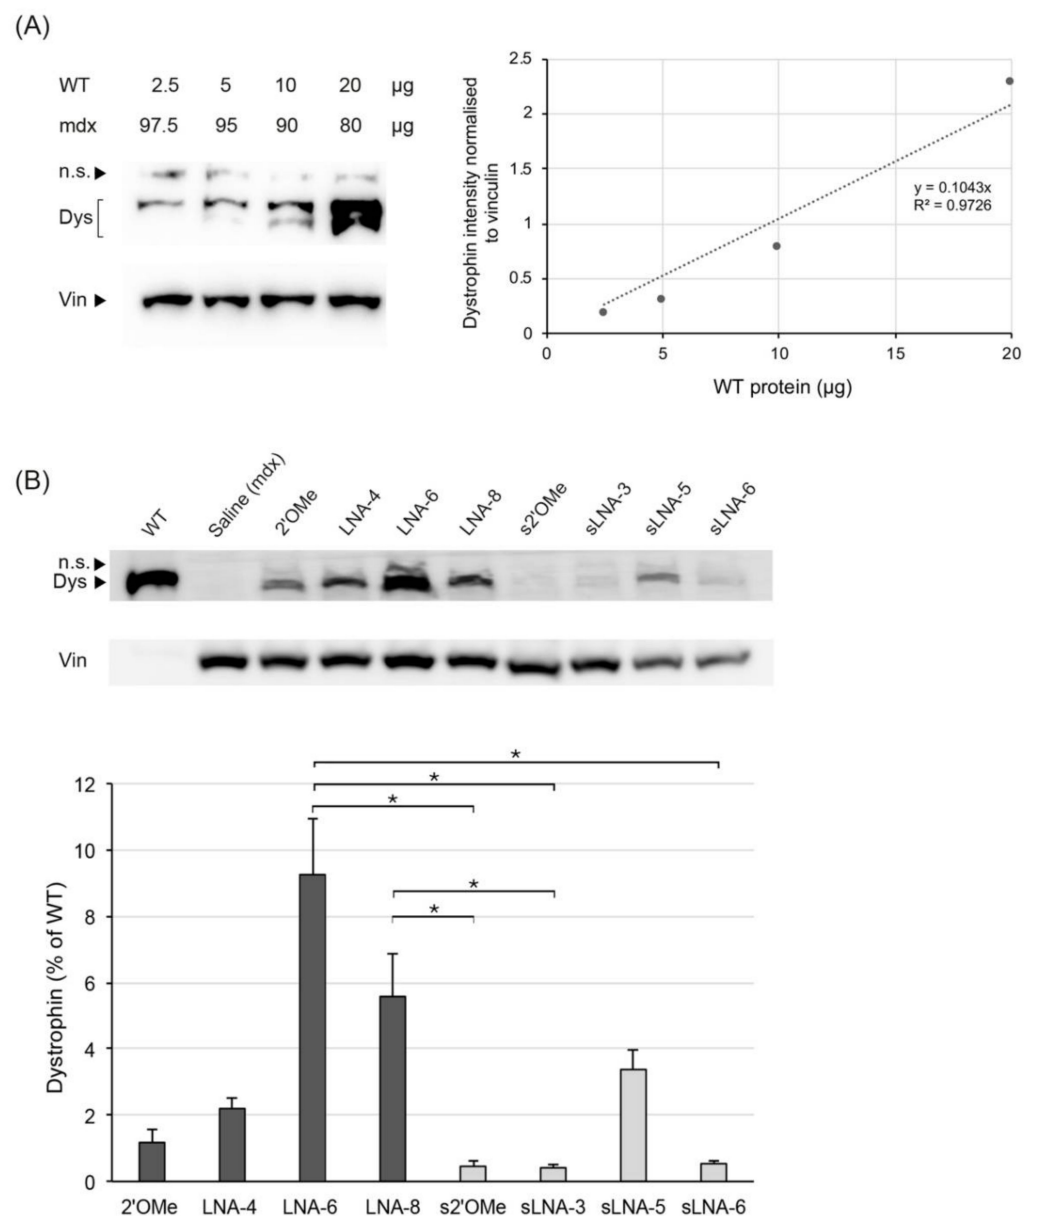 (A)
WT 2.5 5 10 20 µg
mdx 97.5 95 90 80 µg
n.s.
Dys
Vin
Dystrophin intensity normalised
to vinculin
2.5
2
1.5
1
0.5
0
y = 0.1043x
R² = 0.9726
0 5 10 15 20
WT protein (µg)
(B)
WT Saline (mdx) 2'OMe LNA-4 LNA-6 LNA-8 s2'OMe sLNA-3 sLNA-5 sLNA-6
n.s.
Dys
Vin
Dystrophin (% of WT)
12
10
8
6
4
2
0
*
*
*
*
*
2'OMe LNA-4 LNA-6 LNA-8 s2'OMe sLNA-3 sLNA-5 sLNA-6